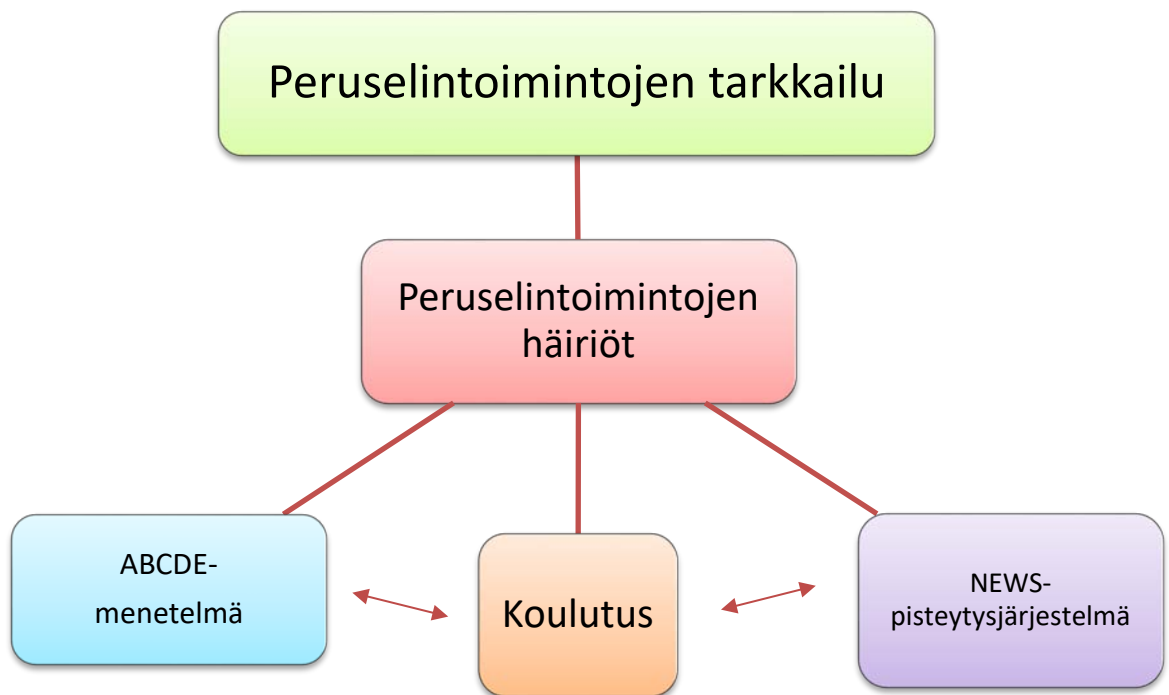 Peruselintoimintojen tarkkailu
Peruselintoimintojen
häiriöt
ABCDE-
menetelmä
Koulutus
NEWS-
pisteytysjärjestelmä